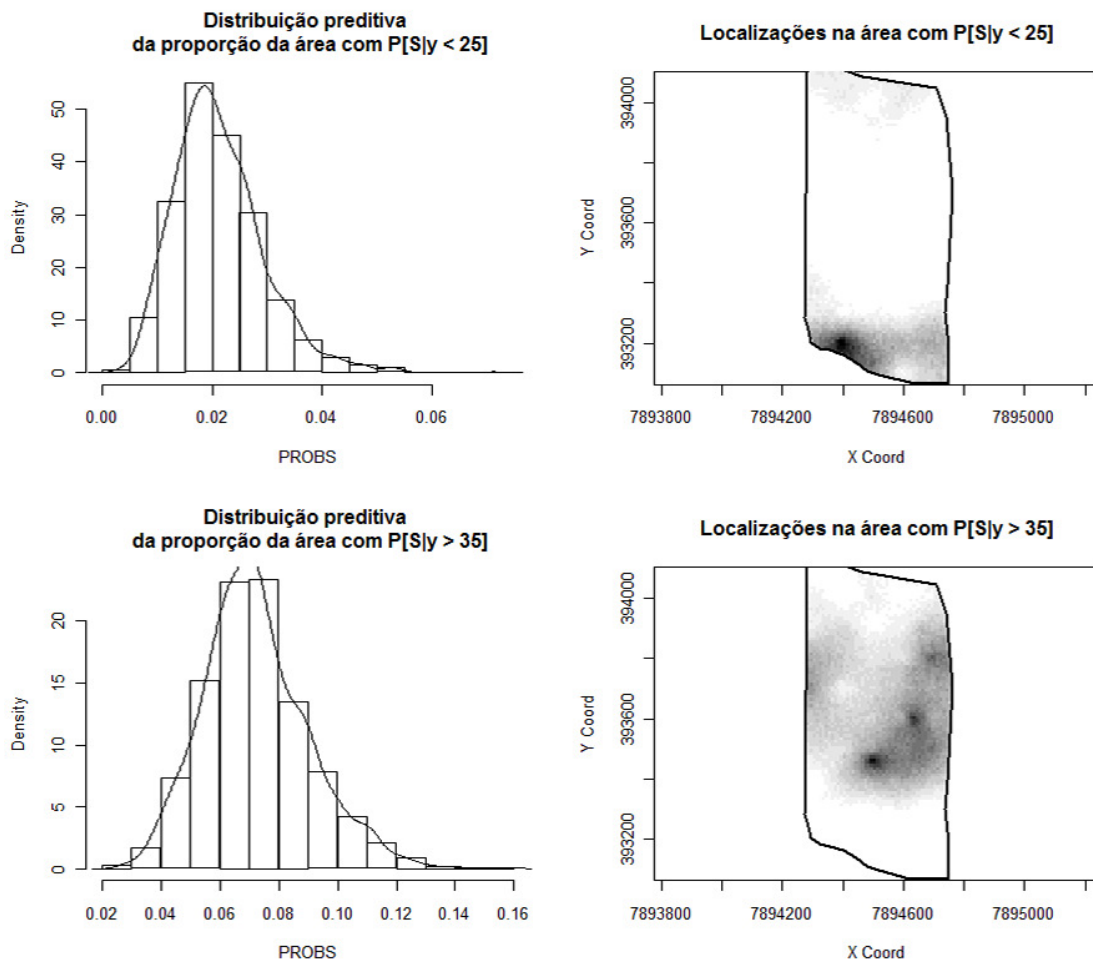 Distribuição preditiva
da proporção da área com P[S|y < 25]
Density
0 10 20 30 40 50
0.00 0.02 0.04 0.06
PROBS
Localizações na área com P[S|y < 25]
Y Coord
393200 393600 394000
7893800 7894200 7894600 7895000
X Coord
Distribuição preditiva
da proporção da área com P[S|y > 35]
Density
0 5 10 15 20
0.02 0.04 0.06 0.08 0.10 0.12 0.14 0.16
PROBS
Localizações na área com P[S|y > 35]
Y Coord
393200 393600 394000
7893800 7894200 7894600 7895000
X Coord